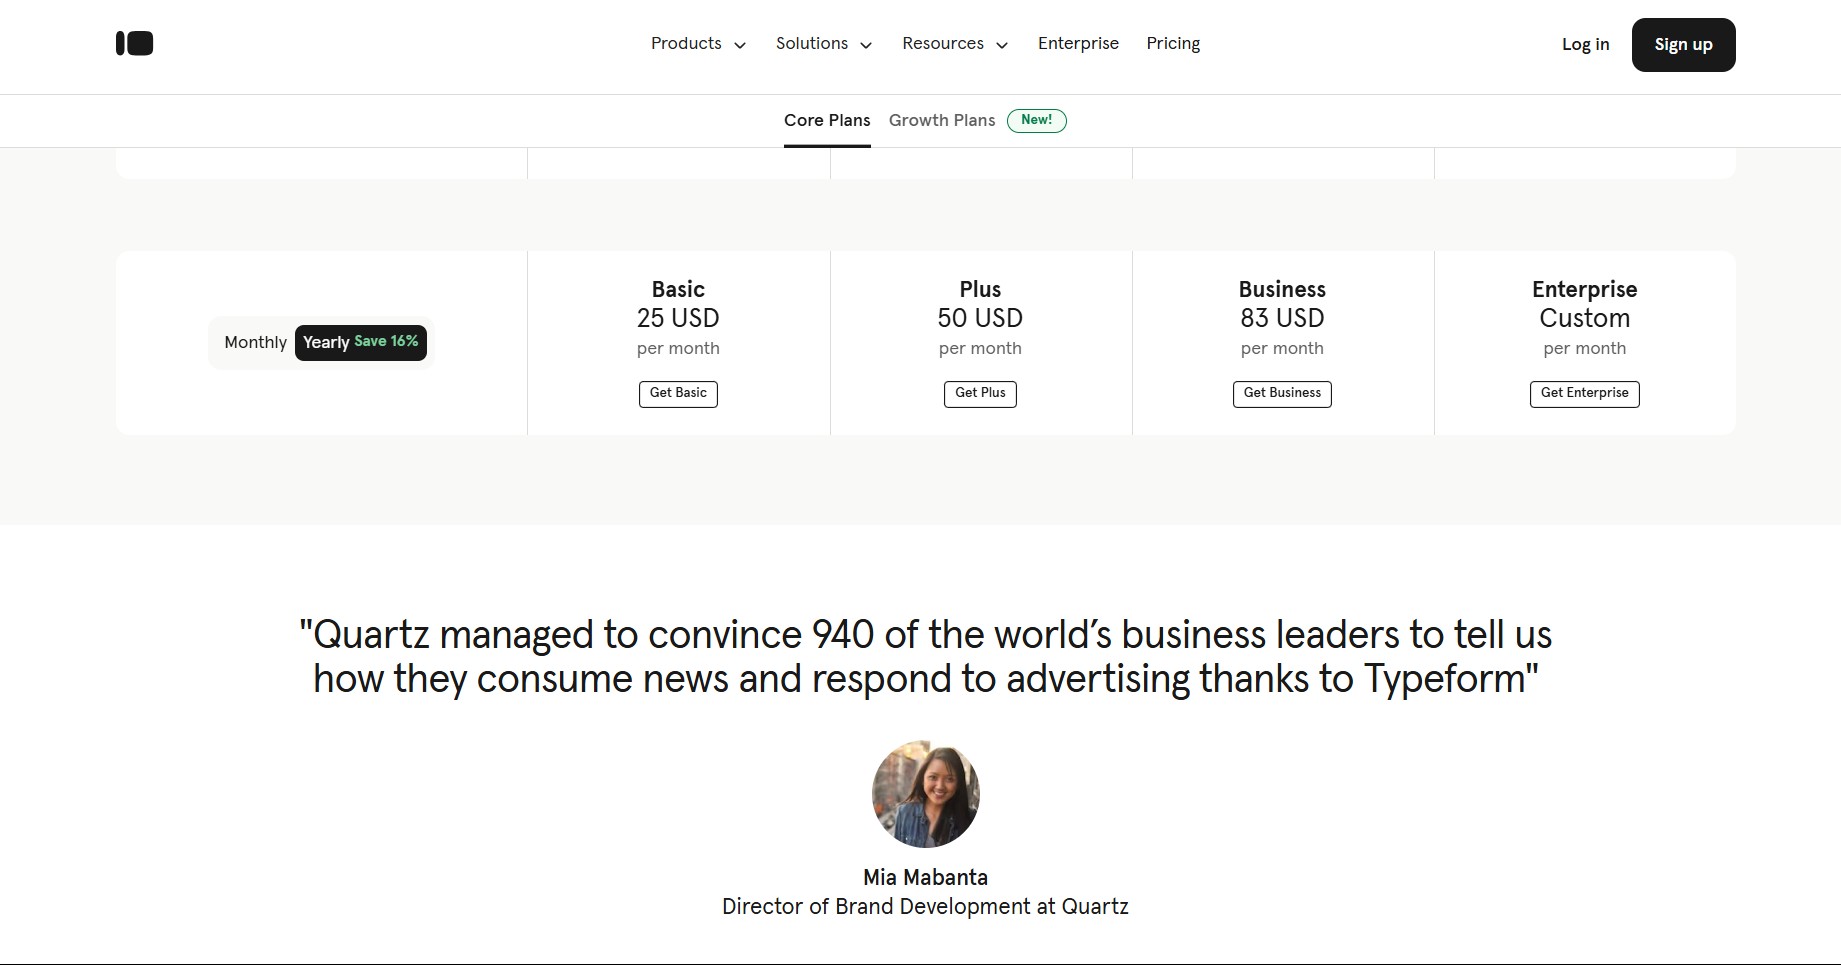 Products
Solutions
Resources
Enterprise
Pricing
Log in
Sign up
Core Plans
Growth Plans
New!
Monthly
Yearly Save 16%
Basic
25 USD
per month
Get Basic
Plus
50 USD
per month
Get Plus
Business
83 USD
per month
Get Business
Enterprise
Custom
per month
Get Enterprise
"Quartz managed to convince 940 of the world’s business leaders to tell us
how they consume news and respond to advertising thanks to Typeform"
Mia Mabanta
Director of Brand Development at Quartz